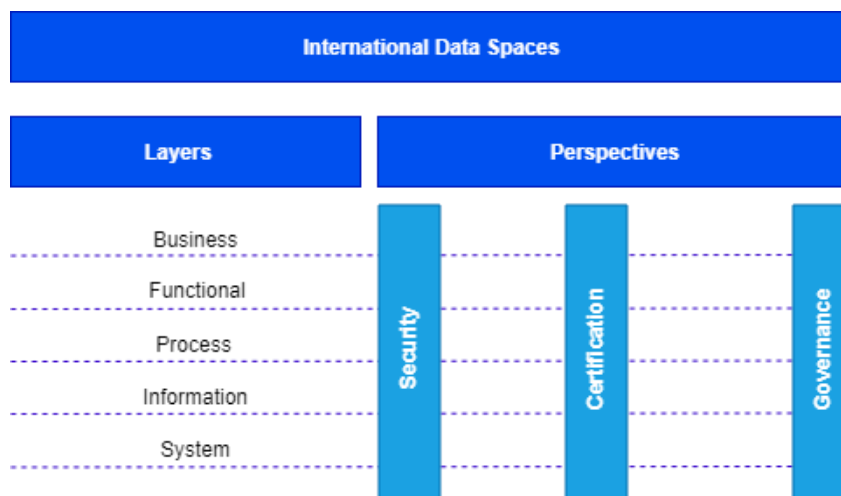 International Data Spaces
Layers
Perspectives
Business
Functional
Process
Information
System
Security
Certification
Governance